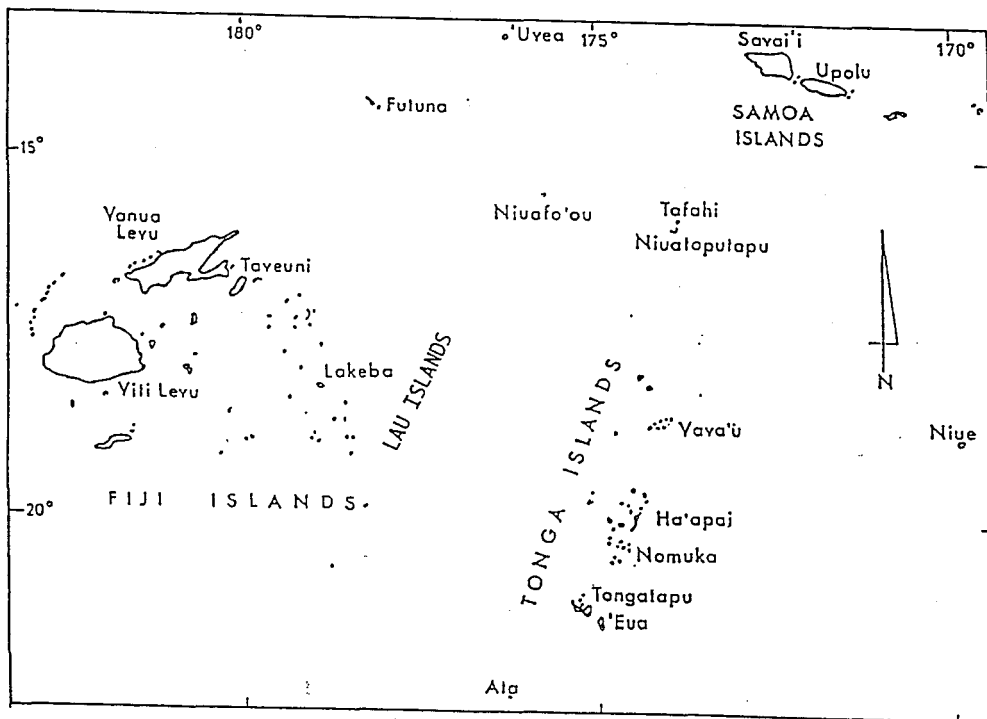 180°
'Uvea
175°
Savai'i
170°
Upolu
Futuna
SAMOA
ISLANDS
15°
Niuafo'ou
Tafahi
Niuatoputapu
Vanua
Levu
Taveuni
Lakeba
LAU ISLANDS
Viti Levu
N
TONGA ISLANDS
Vava'u
Niue
FIJI ISLANDS
20°
Ha'apai
Nomuka
Tongatapu
'Eua
Ata